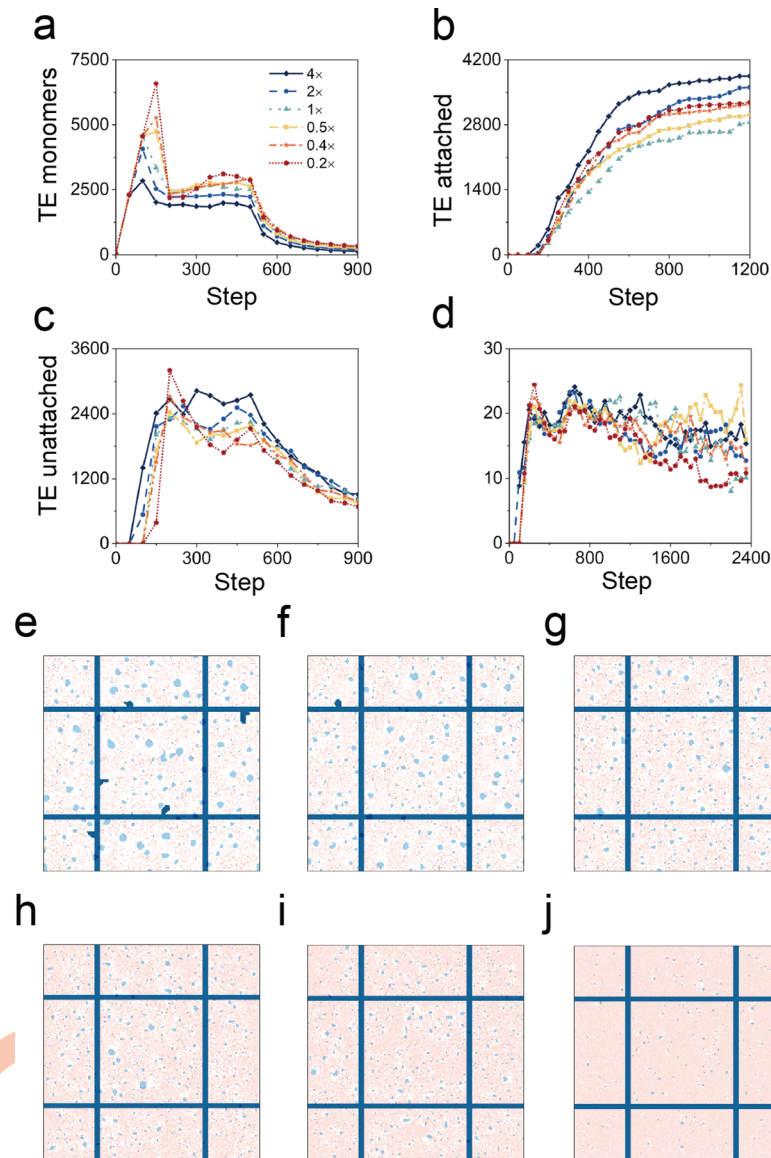 a
TE monomers
7500
5000
2500
0
0 300 600 900
Step
4×
2×
1×
0.5×
0.4×
0.2×
b
TE attached
4200
2800
1400
0
0 400 800 1200
Step
c
TE unattached
3600
2400
1200
0
0 300 600 900
Step
d
30
20
10
0
0 800 1600 2400
Step
e f g
h i j